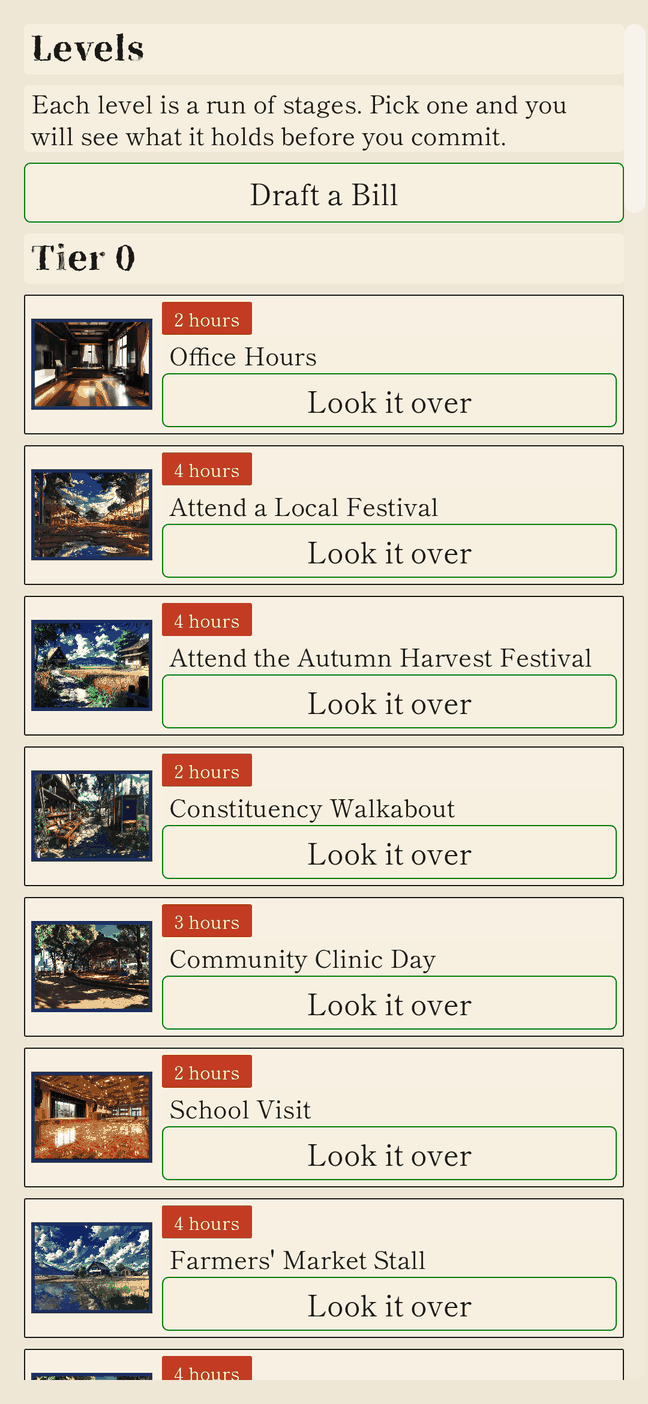 Levels
Each level is a run of stages. Pick one and you
will see what it holds before you commit.
Draft a Bill
Tier 0
2 hours
Office Hours
Look it over
4 hours
Attend a Local Festival
Look it over
4 hours
Attend the Autumn Harvest Festival
Look it over
2 hours
Constituency Walkabout
Look it over
3 hours
Community Clinic Day
Look it over
2 hours
School Visit
Look it over
4 hours
Farmers' Market Stall
Look it over
4 hours